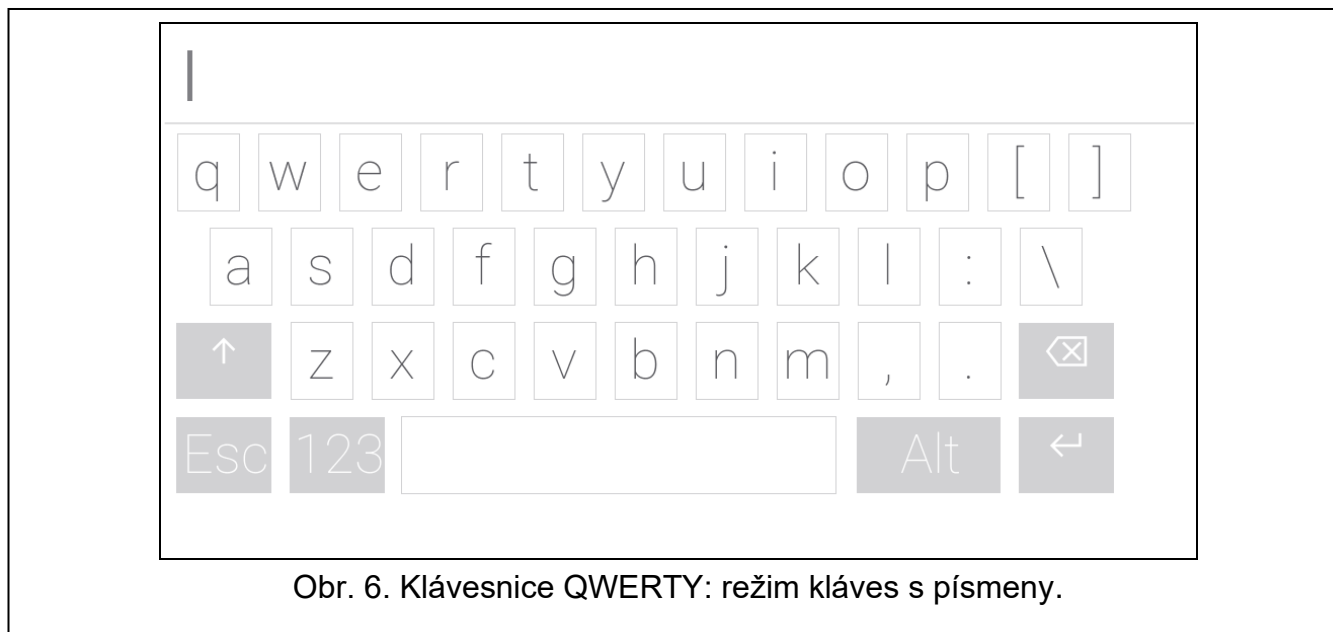 q w e r t y u i o p [ ]
a s d f g h j k l : \
↑ z x c v b n m , . ⌫
Esc 123 Alt ↵
Obr. 6. Klávesnice QWERTY: režim kláves s písmeny.